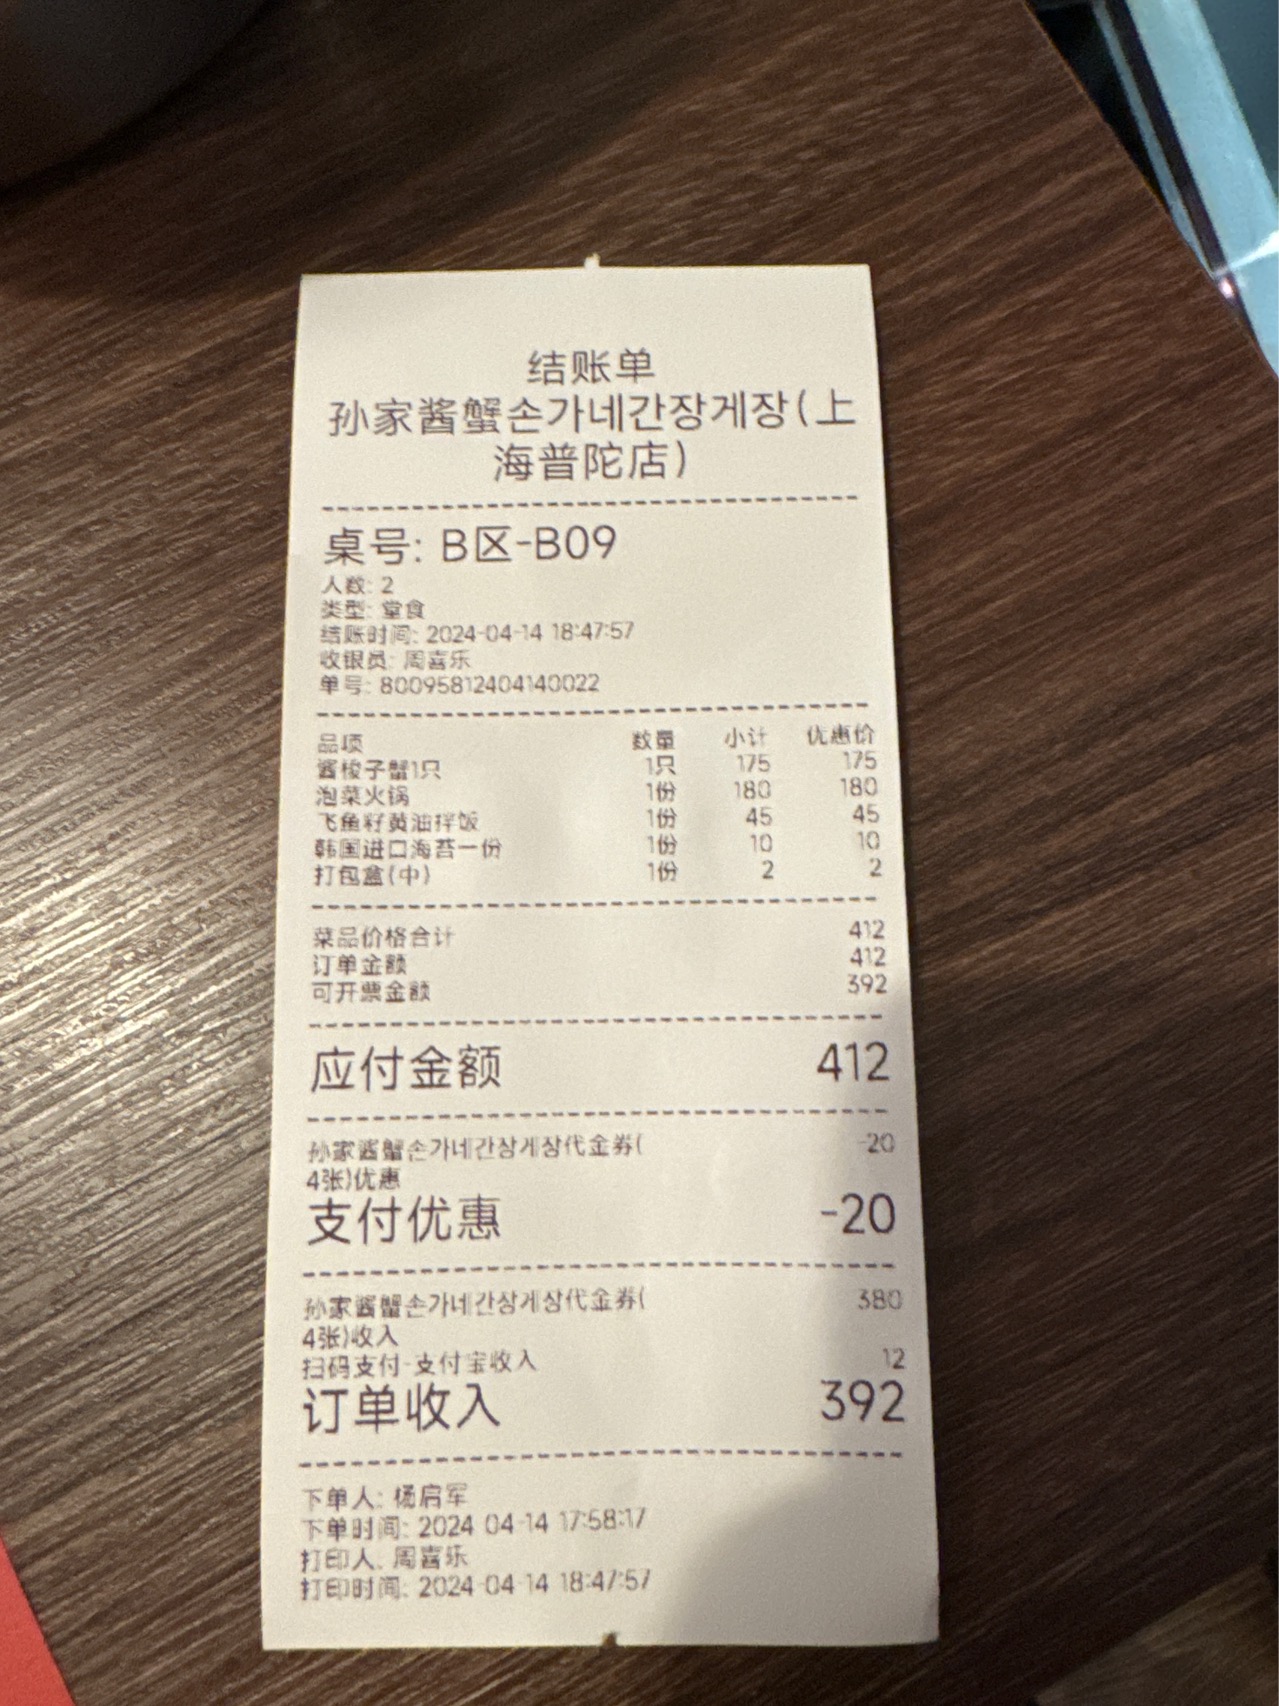 结账单
孙家酱蟹손가네간장게장(上
海普陀店)
桌号: B区-B09
人数: 2
类型: 堂食
结账时间: 2024-04-14 18:47:57
收银员: 周喜乐
单号: 80095812404140022
品项 数量 小计 优惠价
酱梭子蟹1只 1只 175 175
泡菜火锅 1份 180 180
飞鱼籽黄油拌饭 1份 45 45
韩国进口海苔一份 1份 10 10
打包盒(中) 1份 2 2
菜品价格合计 412
订单金额 412
可开票金额 392
应付金额 412
孙家酱蟹손가네간장게장代金券( -20
4张)优惠
支付优惠 -20
孙家酱蟹손가네간장게장代金券( 380
4张)收入
扫码支付-支付宝收入 12
订单收入 392
下单人: 杨启军
下单时间: 2024-04-14 17:58:17
打印人: 周喜乐
打印时间: 2024-04-14 18:47:57